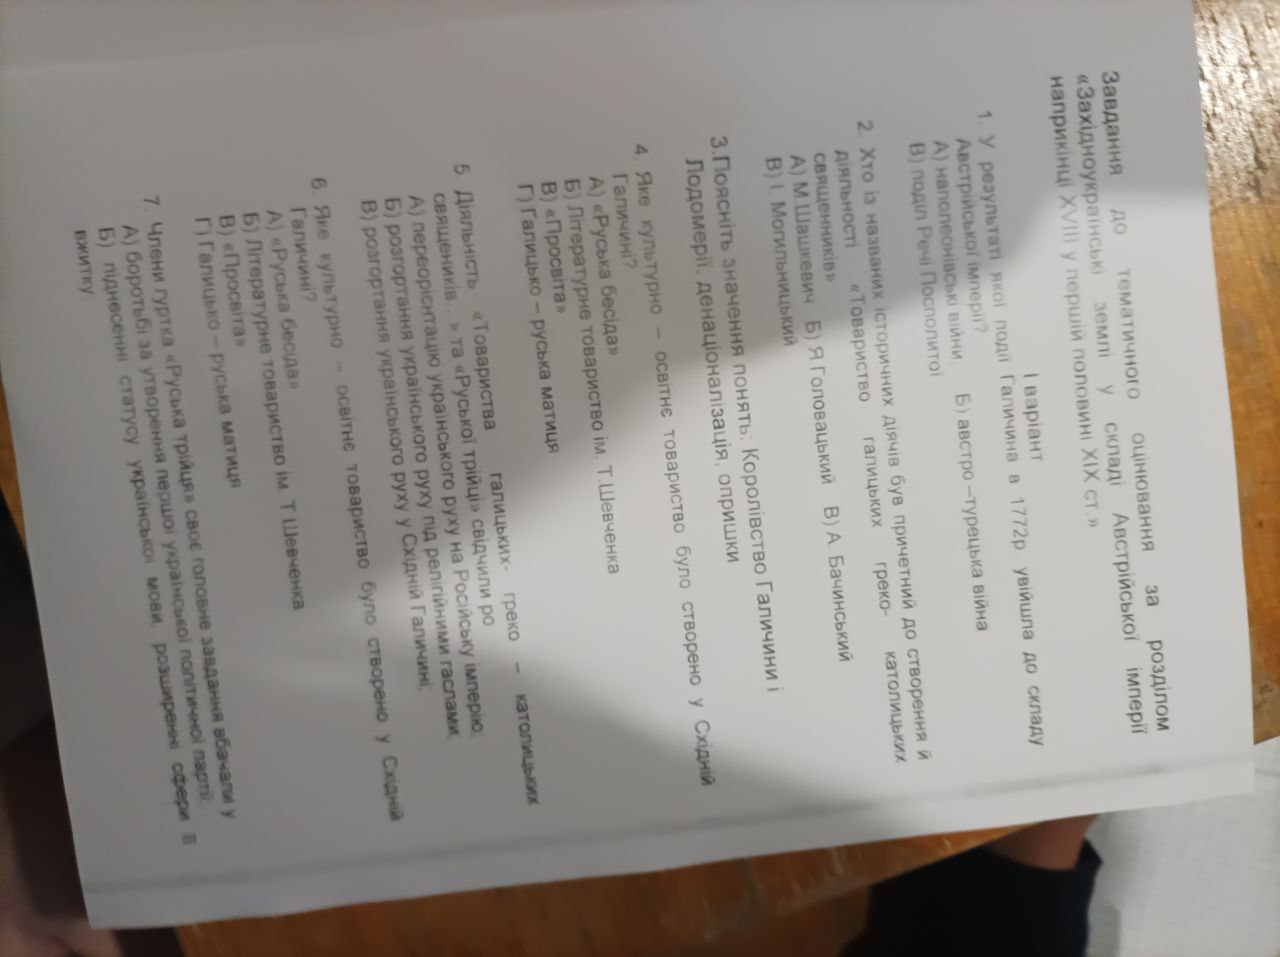 Завдання до тематичного оцінювання за розділом
«Західноукраїнські землі у складі Австрійської імперії
наприкінці XVIII у першій половині XIX ст.»
І варіант
1. У результаті якої події Галичина в 1772р. увійшла до складу
Австрійської імперії?
А) наполеонівські війни Б) австро –турецька війна
В) поділ Речі Посполитої
2. Хто із названих історичних діячів був причетний до створення й
діяльності «Товариство галицьких греко- католицьких
священників»
А) М.Шашкевич Б) Я Головацький В) А. Бачинський
В) І. Могильницький
3.Поясніть значення понять: Королівство Галичини і
Лодомерії, денаціоналізація, опришки
4. Яке культурно – освітнє товариство було створено у Східній
Галичині?
А) «Руська бесіда»
Б) Літературне товариство ім. Т.Шевченка
В) «Просвіта»
Г) Галицько – руська матиця
5. Діяльність «Товариства галицьких- греко – католицьких
священиків...» та «Руської трійці» свідчили ро
А) переорієнтацію українського руху на Російську імперію;
Б) розгортання українського руху під релігійними гаслами;
В) розгортання українського руху у Східній Галичині.
6. Яке культурно – освітнє товариство було створено у Східній
Галичині?
А) «Руська бесіда»
Б) Літературне товариство ім. Т Шевченка
В) «Просвіта»
Г) Галицько – руська матиця
7. Члени гуртка «Руська трійця» своє головне завдання вбачали у
А) боротьбі за утворення першої української політичної партії;
Б) піднесенні статусу української мови, розширенні сфери її
вжитку